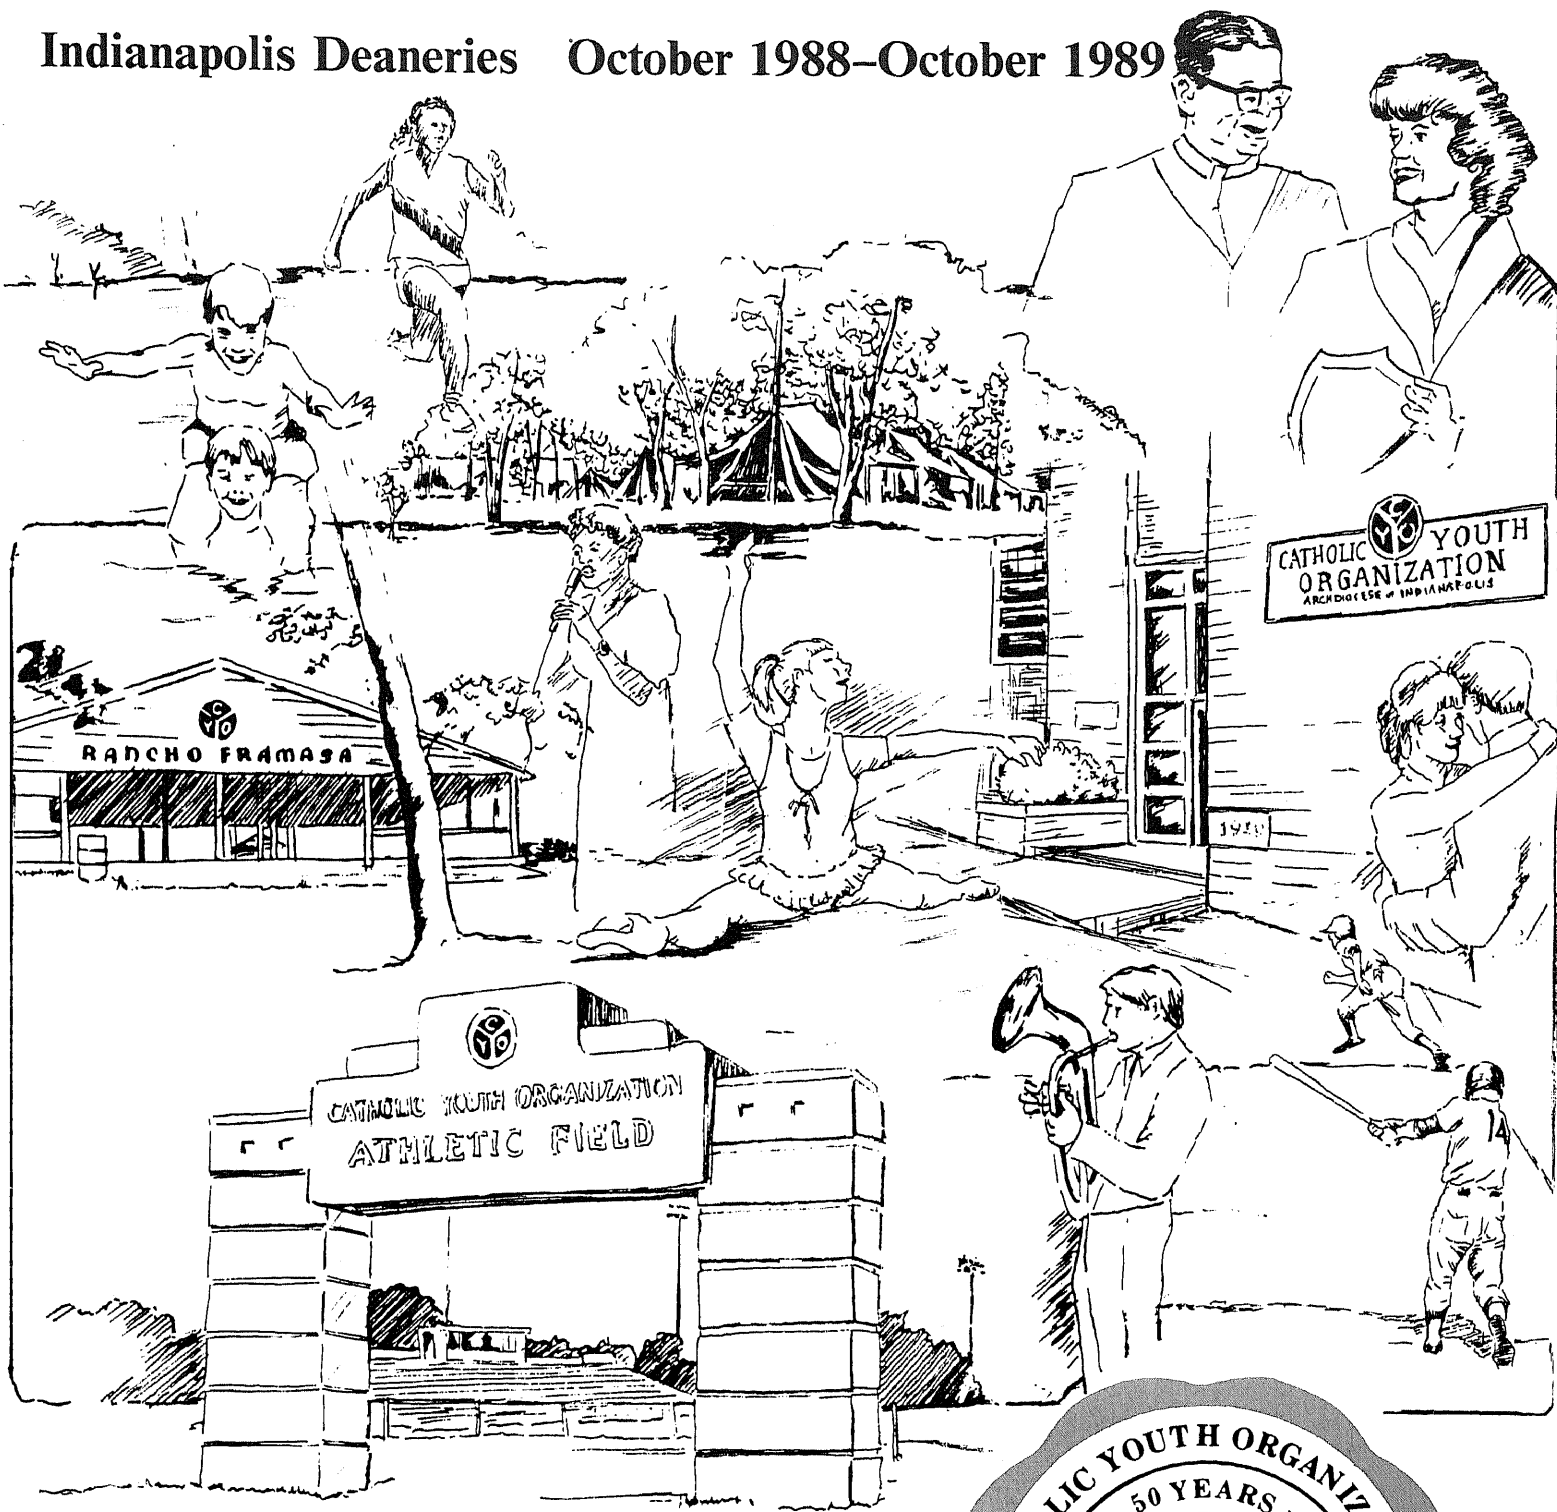 Indianapolis Deaneries October 1988–October 1989
C
Y O
CATHOLIC YOUTH
ORGANIZATION
ARCHDIOCESE of INDIANAPOLIS
C
Y O
RANCHO FRAMASA
C
Y O
CATHOLIC YOUTH ORGANIZATION
ATHLETIC FIELD
14
LIC YOUTH ORGANIZ
50 YEARS